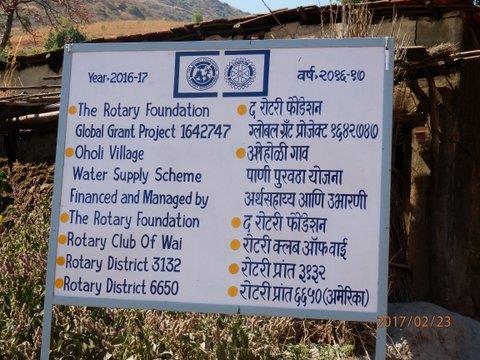 Year. 2016-17
The Rotary Foundation
Global Grant Project 1642747
Oholi Village
Water Supply Scheme
Financed and Managed by
The Rotary Foundation
Rotary Club Of Wai
Rotary District 3132
Rotary District 6650
वर्ष.२०१६-१७
द रोटरी फौंडेशन
ग्लोबल ग्रँट प्रोजेक्ट १६४२७४७
ओहोळी गाव
पाणी पुरवठा योजना
अर्थसहाय्य आणि उभारणी
द रोटरी फौंडेशन
रोटरी क्लब ऑफ वाई
रोटरी प्रांत ३१३२
रोटरी प्रांत ६६५० (अमेरिका)
2017/02/23